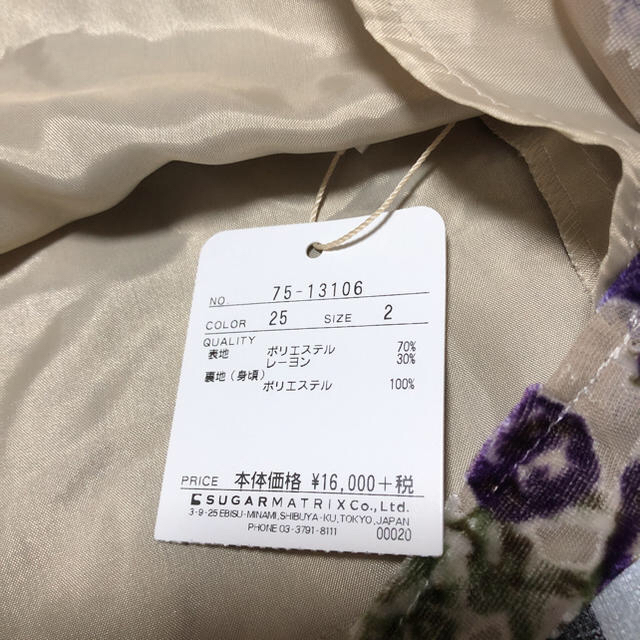 NO. 75-13106
COLOR 25 SIZE 2
QUALITY
表地 ポリエステル 70%
レーヨン 30%
裏地(身頃)
ポリエステル 100%
PRICE 本体価格 ¥16,000+税
SUGARMATRIX Co., Ltd.
3-9-25 EBISU-MINAMI, SHIBUYA-KU, TOKYO, JAPAN
PHONE 03-3791-8111 00020